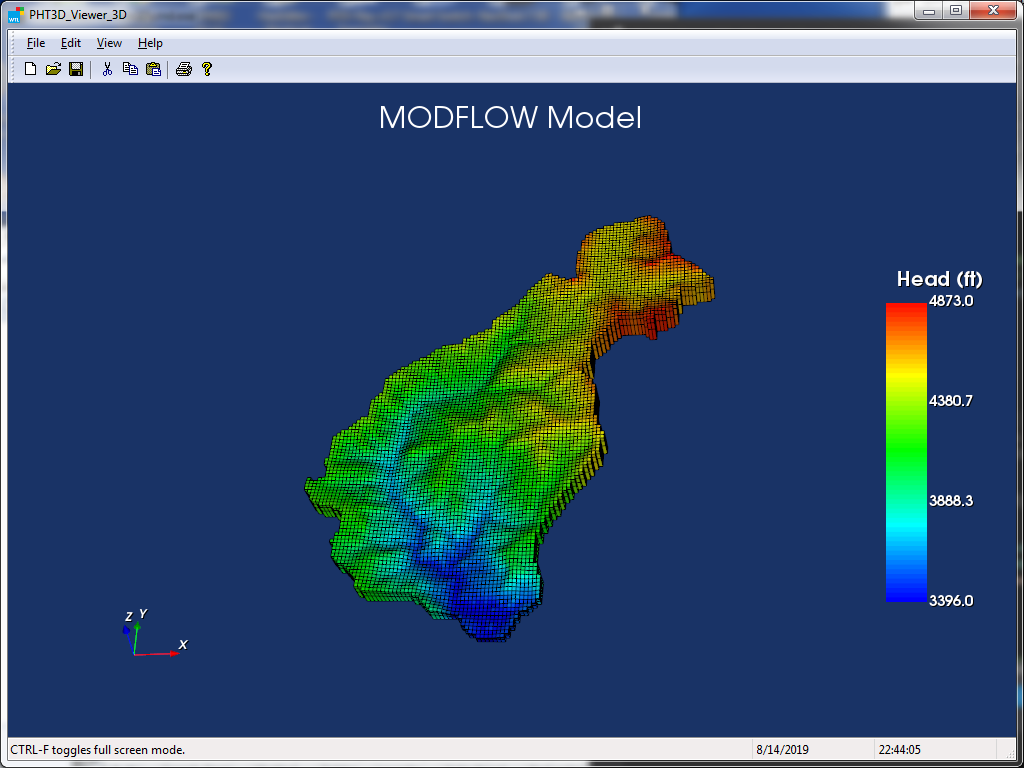 PHT3D_Viewer_3D
File Edit View Help
MODFLOW Model
Head (ft)
4873.0
4380.7
3888.3
3396.0
Z Y
X
CTRL-F toggles full screen mode.
8/14/2019
22:44:05